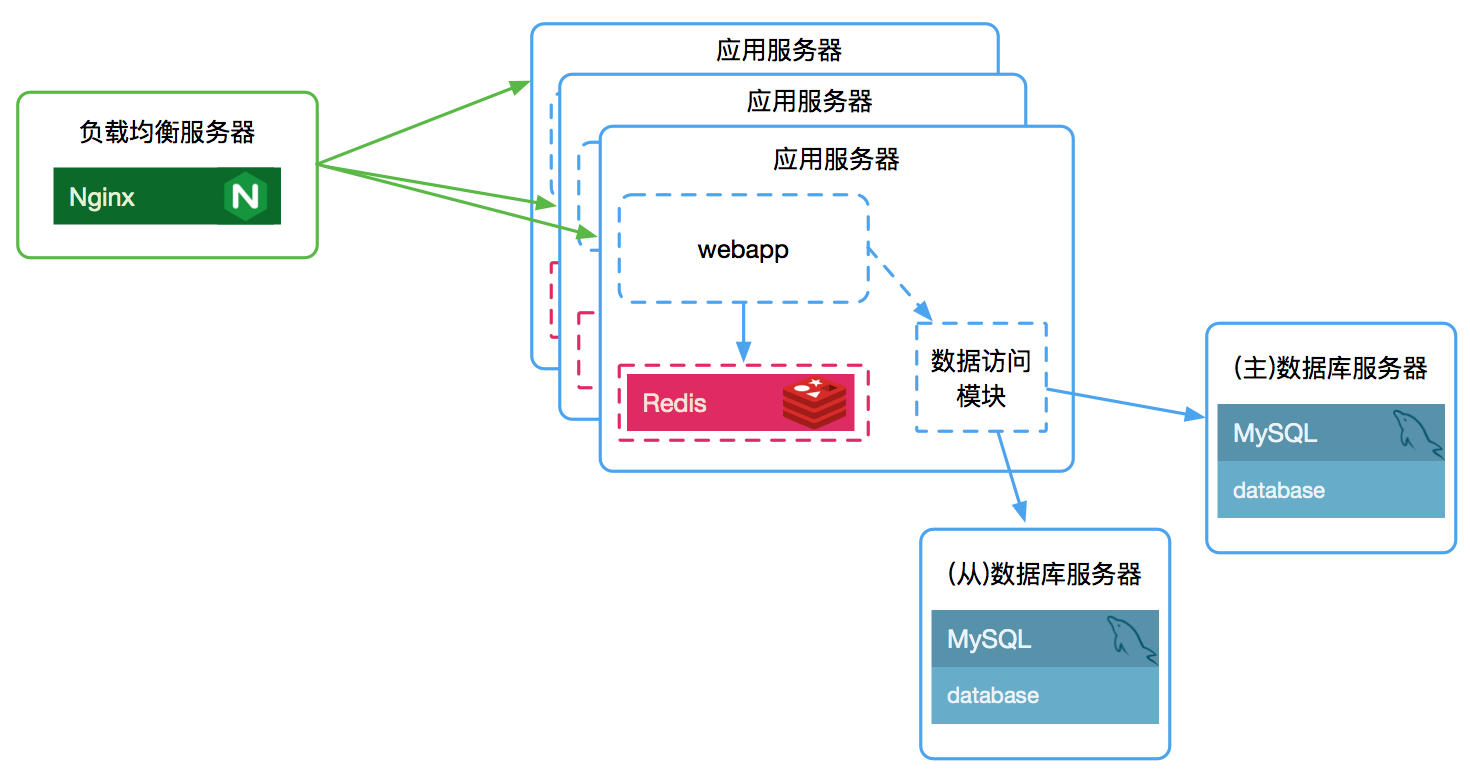 应用服务器
应用服务器
应用服务器
负载均衡服务器
Nginx
N
webapp
Redis
数据访问
模块
(主)数据库服务器
MySQL
database
(从)数据库服务器
MySQL
database